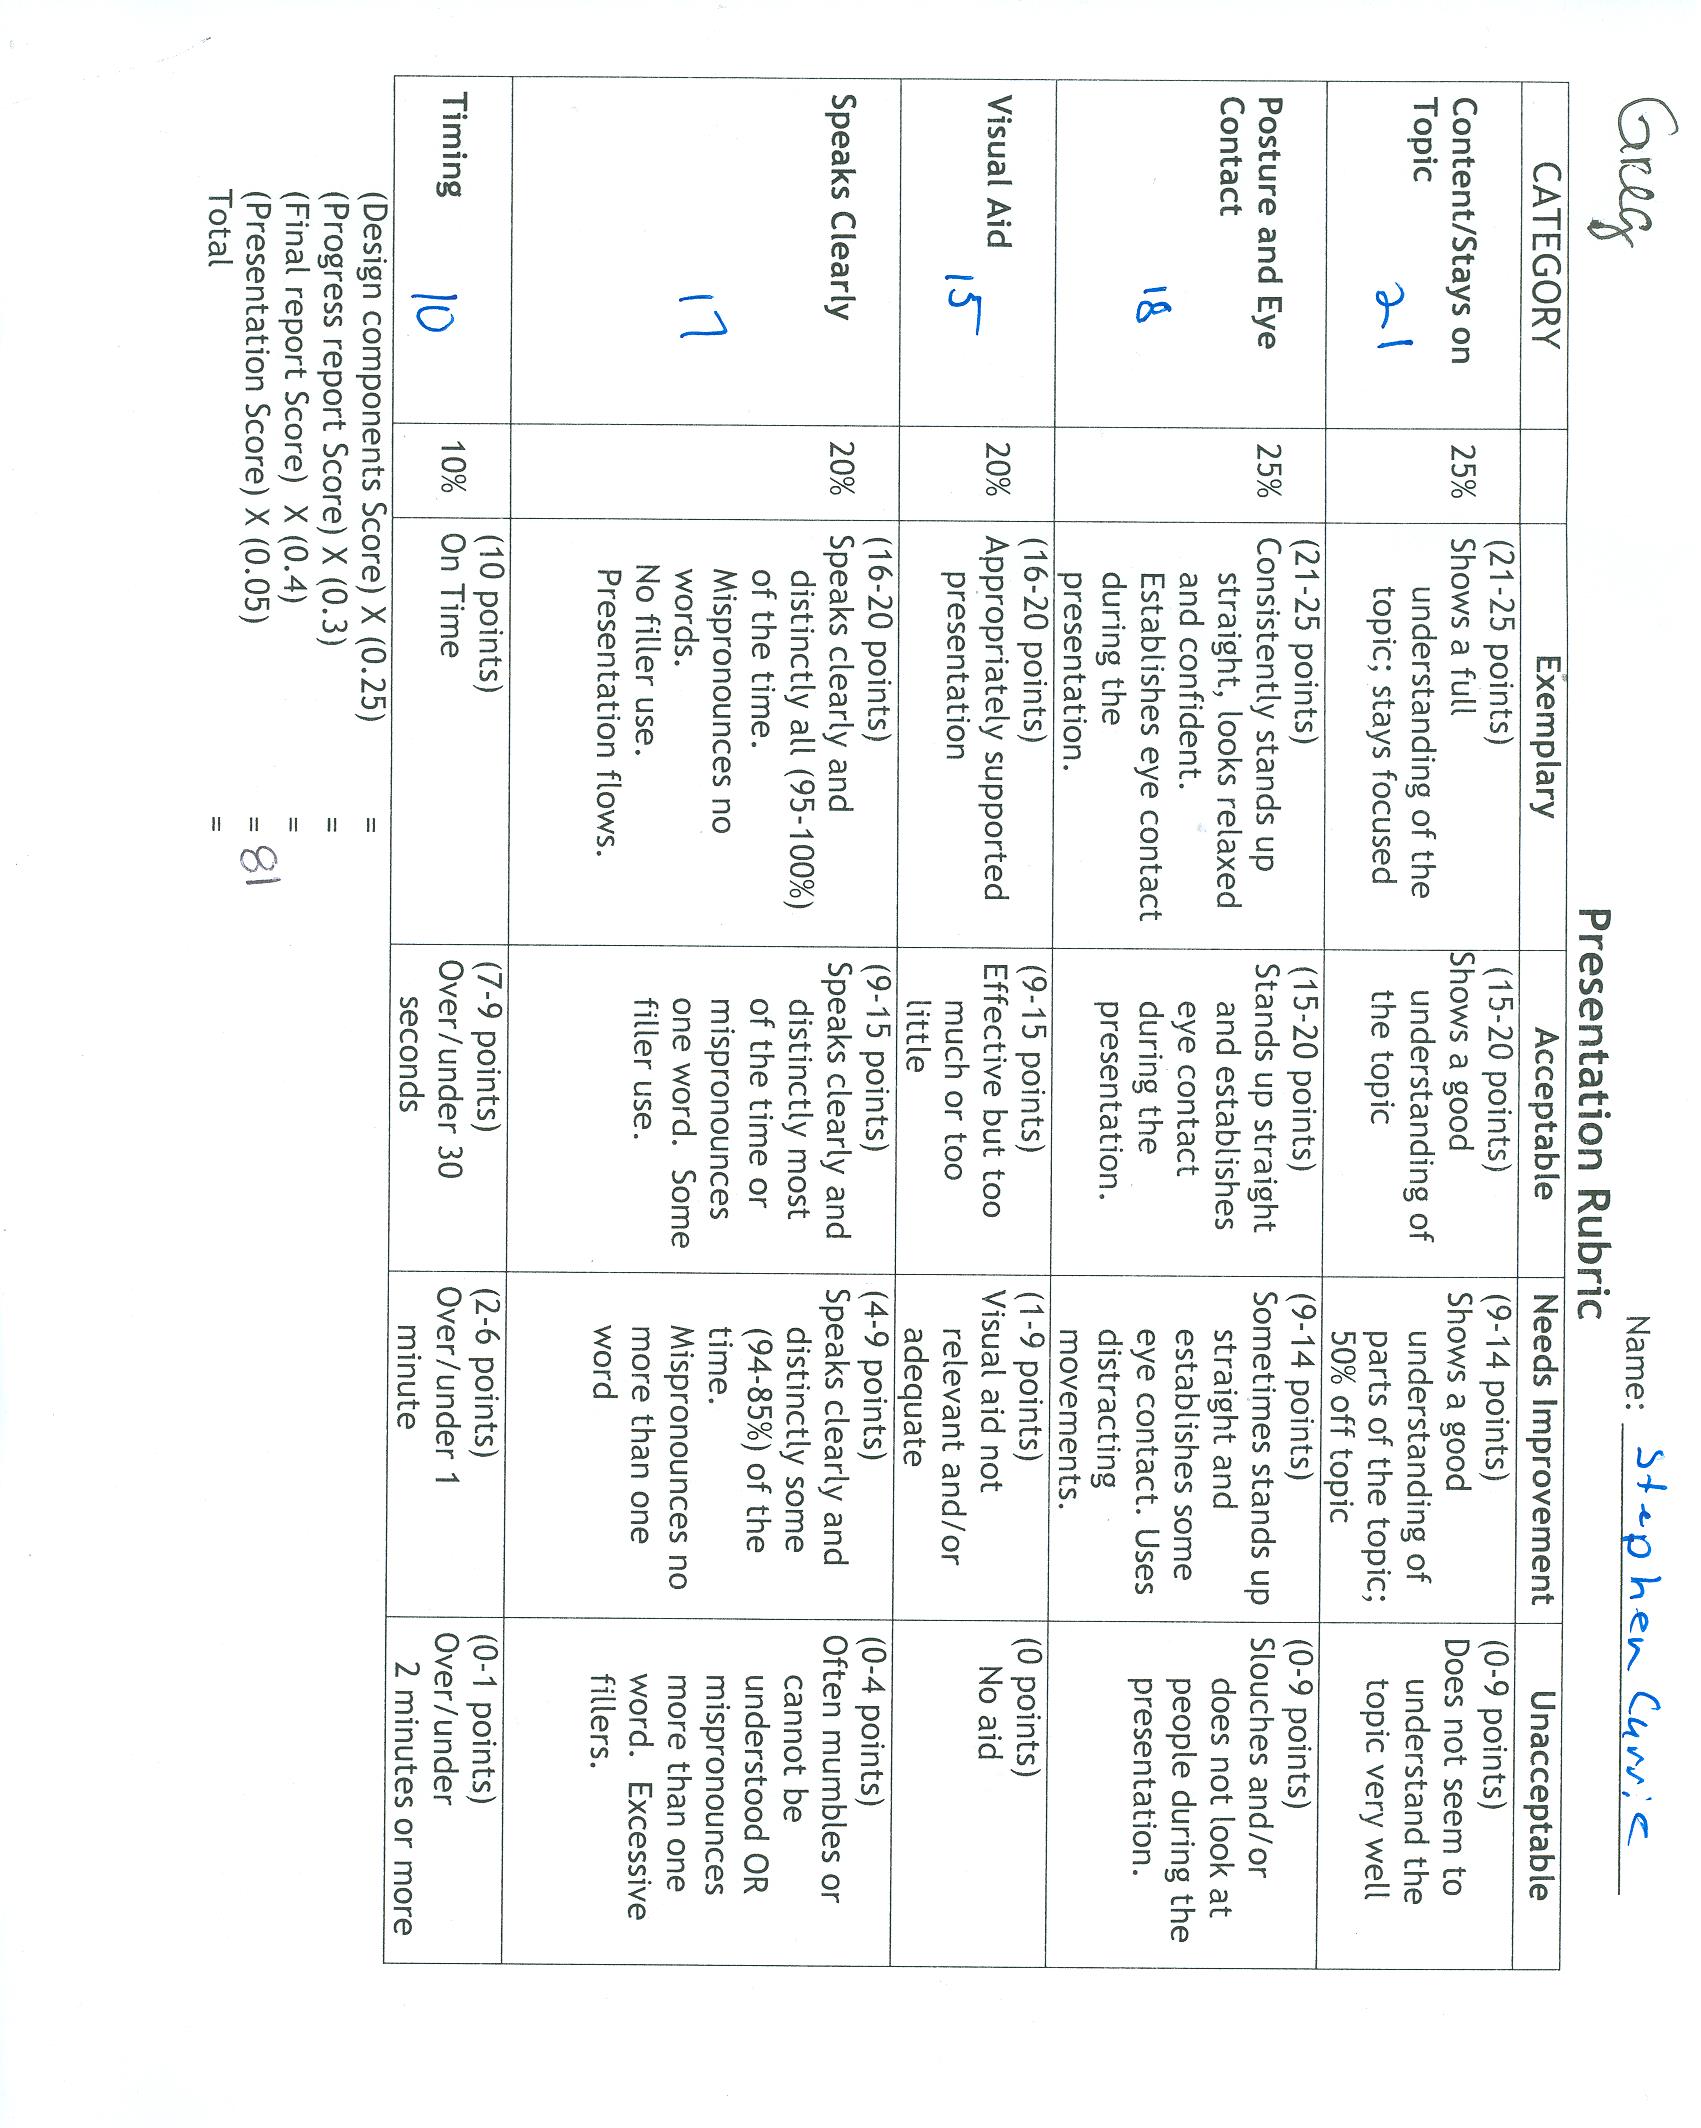 Greg
Name: Stephen Currie
Presentation Rubric
CATEGORY Exemplary Acceptable Needs Improvement Unacceptable
Content/Stays on
Topic
21
25%
(21-25 points)
Shows a full
understanding of the
topic; stays focused
(15-20 points)
Shows a good
understanding of
the topic
(9-14 points)
Shows a good
understanding of
parts of the topic;
50% off topic
(0-9 points)
Does not seem to
understand the
topic very well
Posture and Eye
Contact
18
25%
(21-25 points)
Consistently stands up
straight, looks relaxed
and confident.
Establishes eye contact
during the
presentation.
(15-20 points)
Stands up straight
and establishes
eye contact
during the
presentation.
(9-14 points)
Sometimes stands up
straight and
establishes some
eye contact. Uses
distracting
movements.
(0-9 points)
Slouches and/or
does not look at
people during the
presentation.
Visual Aid
15
20%
(16-20 points)
Appropriately supported
presentation
(9-15 points)
Effective but too
much or too
little
(1-9 points)
Visual aid not
relevant and/or
adequate
(0 points)
No aid
Speaks Clearly
17
20%
(16-20 points)
Speaks clearly and
distinctly all (95-100%)
of the time.
Mispronounces no
words.
No filler use.
Presentation flows.
(9-15 points)
Speaks clearly and
distinctly most
of the time or
mispronounces
one word. Some
filler use.
(4-9 points)
Speaks clearly and
distinctly some
(94-85%) of the
time.
Mispronounces no
more than one
word
(0-4 points)
Often mumbles or
cannot be
understood OR
mispronounces
more than one
word. Excessive
fillers.
Timing
10
10%
(10 points)
On Time
(7-9 points)
Over/under 30
seconds
(2-6 points)
Over/under 1
minute
(0-1 points)
Over/under
2 minutes or more
(Design components Score) X (0.25) =
(Progress report Score) X (0.3) =
(Final report Score) X (0.4) =
(Presentation Score) X (0.05) = 81
Total =